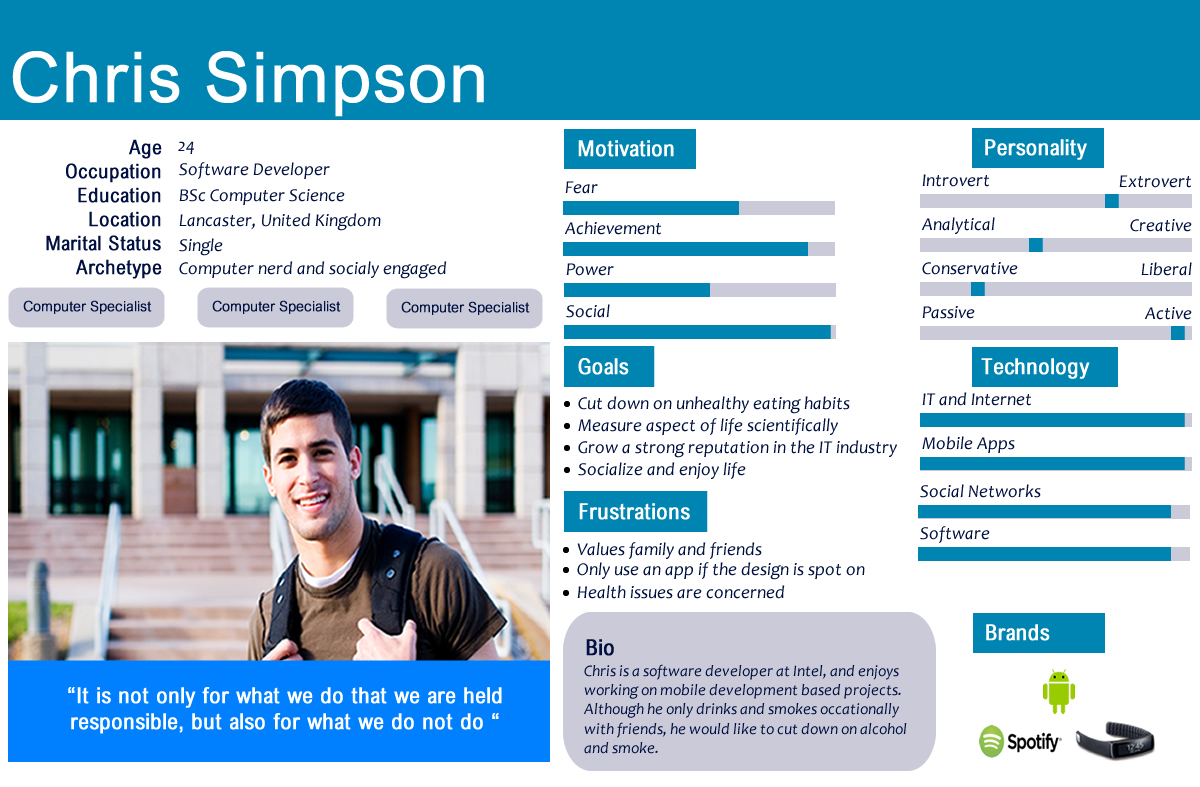 Chris Simpson
Age 24
Occupation Software Developer
Education BSc Computer Science
Location Lancaster, United Kingdom
Marital Status Single
Archetype Computer nerd and socialy engaged
Computer Specialist
Computer Specialist
Computer Specialist
“It is not only for what we do that we are held
responsible, but also for what we do not do “
Motivation
Fear
Achievement
Power
Social
Goals
• Cut down on unhealthy eating habits
• Measure aspect of life scientifically
• Grow a strong reputation in the IT industry
• Socialize and enjoy life
Frustrations
• Values family and friends
• Only use an app if the design is spot on
• Health issues are concerned
Bio
Chris is a software developer at Intel, and enjoys
working on mobile development based projects.
Although he only drinks and smokes occationally
with friends, he would like to cut down on alcohol
and smoke.
Personality
Introvert Extrovert
Analytical Creative
Conservative Liberal
Passive Active
Technology
IT and Internet
Mobile Apps
Social Networks
Software
Brands
Spotify
12:45